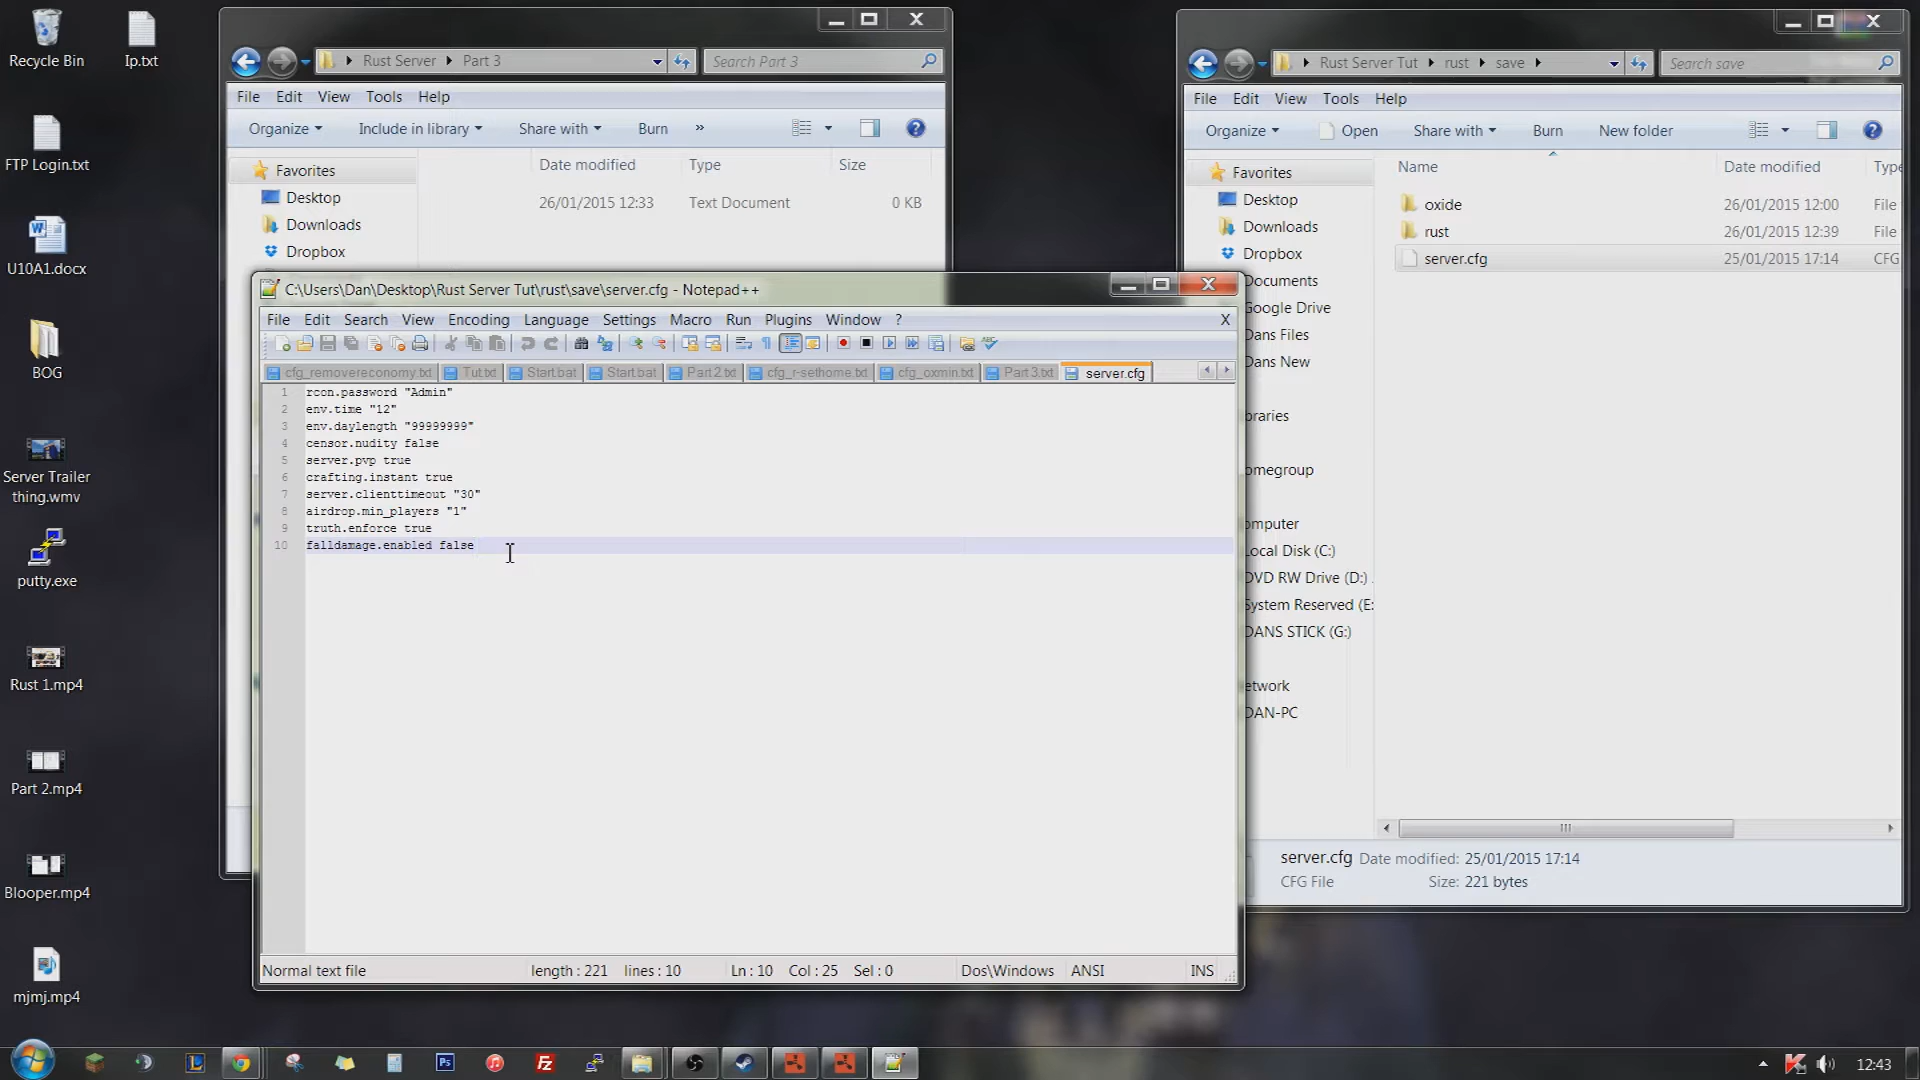 Recycle Bin
Ip.txt
FTP Login.txt
U10A1.docx
BOG
Server Trailer
thing.wmv
putty.exe
Rust 1.mp4
Part 2.mp4
Blooper.mp4
mjmj.mp4
Rust Server
Part 3
Search Part 3
File Edit View Tools Help
Organize Include in library Share with Burn »
Favorites
Date modified Type Size
Desktop
26/01/2015 12:33 Text Document 0 KB
Downloads
Dropbox
Rust Server Tut rust save
Search save
File Edit View Tools Help
Organize Open Share with Burn New folder
Favorites
Name Date modified Type
Desktop
oxide 26/01/2015 12:00 File
Downloads
rust 26/01/2015 12:39 File
Dropbox
server.cfg 25/01/2015 17:14 CFG
Documents
Google Drive
Dans Files
Dans New
braries
omegroup
omputer
Local Disk (C:)
DVD RW Drive (D:)
System Reserved (E:
DANS STICK (G:)
etwork
DAN-PC
server.cfg Date modified: 25/01/2015 17:14
CFG File Size: 221 bytes
C:\Users\Dan\Desktop\Rust Server Tut\rust\save\server.cfg - Notepad++
File Edit Search View Encoding Language Settings Macro Run Plugins Window ? X
cfg_removereconomy.txt Tut.txt Start.bat Start.bat Part 2.txt cfg_r-sethome.txt cfg_oxmin.txt Part 3.txt server.cfg
1 rcon.password "Admin"
2 env.time "12"
3 env.daylength "99999999"
4 censor.nudity false
5 server.pvp true
6 crafting.instant true
7 server.clienttimeout "30"
8 airdrop.min_players "1"
9 truth.enforce true
10 falldamage.enabled false
Normal text file length : 221 lines : 10 Ln : 10 Col : 25 Sel : 0 Dos\Windows ANSI INS
12:43